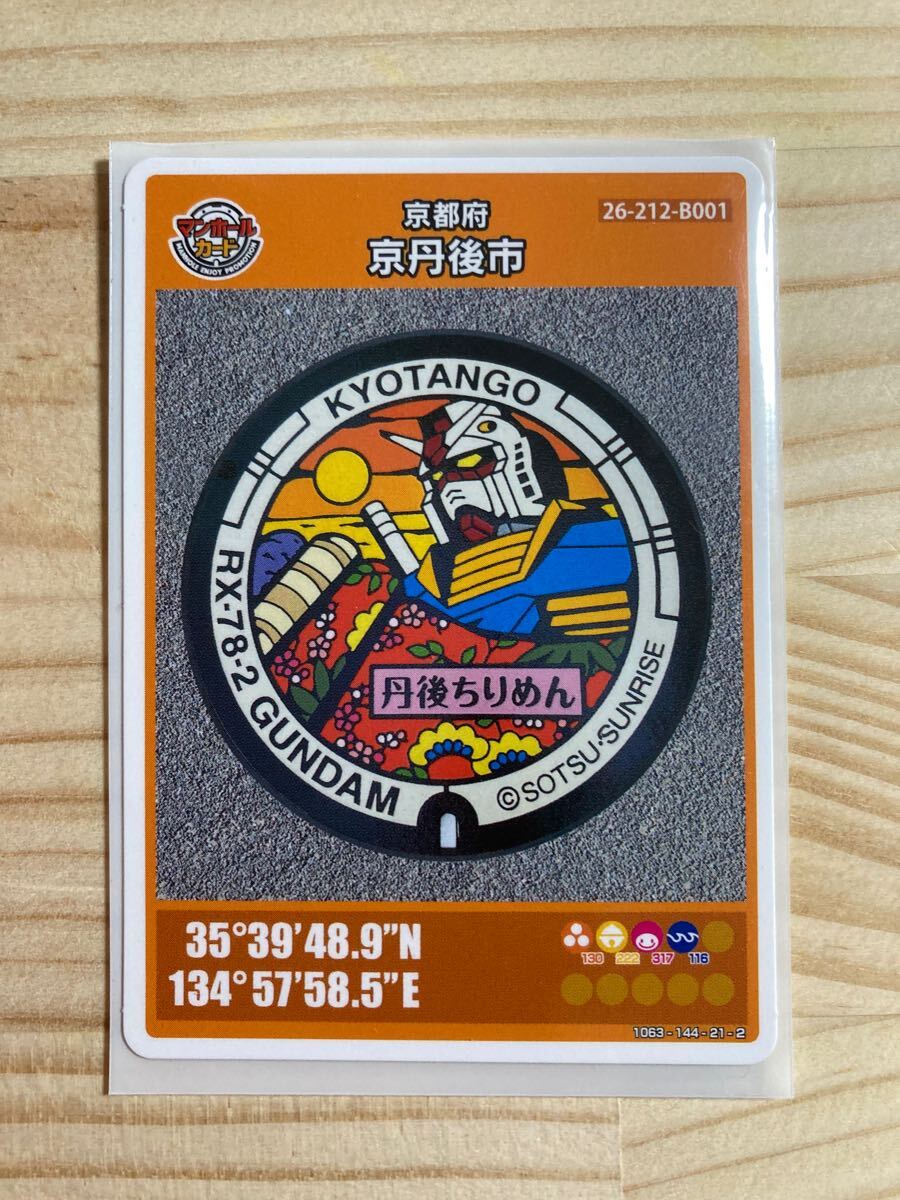 マンホール
カード
MANHOLE ENJOY PROMOTION
京都府
京丹後市
26-212-B001
KYOTANGO
RX-78-2 GUNDAM
丹後ちりめん
©SOTSU・SUNRISE
35°39’48.9”N
134°57’58.5”E
130 222 317 116
1063-144-21-2